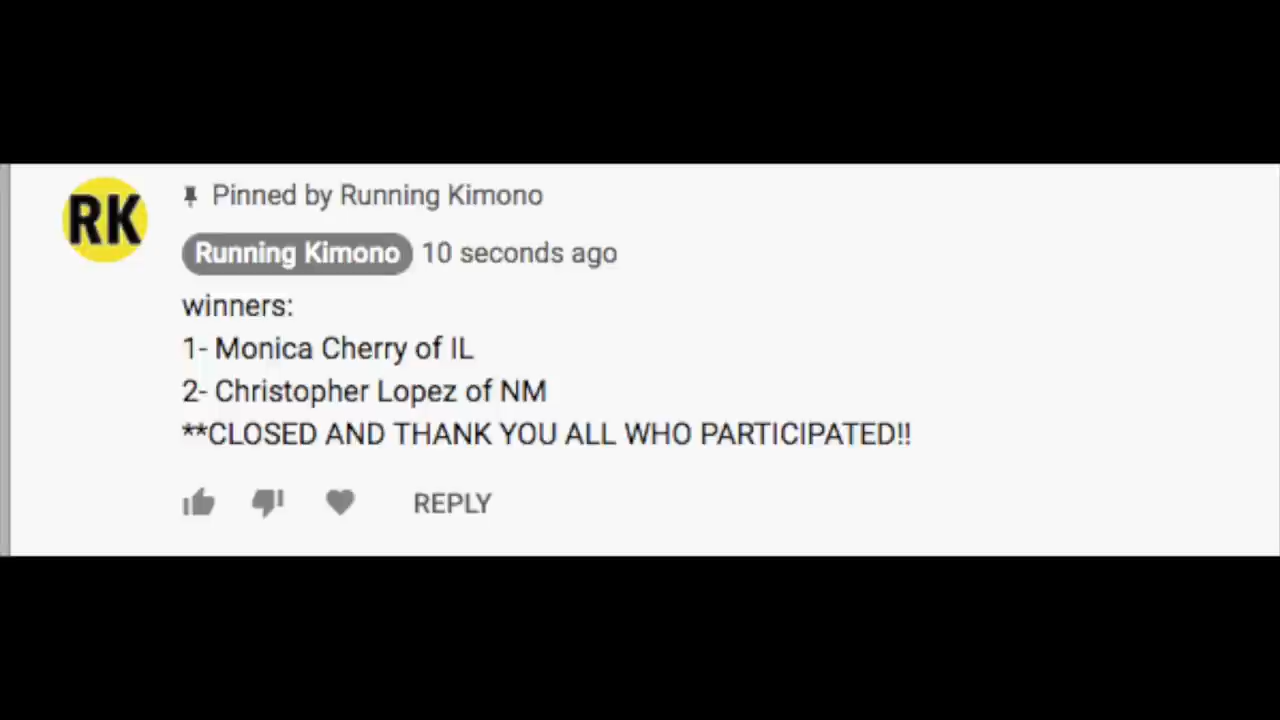 RK
Pinned by Running Kimono
Running Kimono 10 seconds ago
winners:
1- Monica Cherry of IL
2- Christopher Lopez of NM
**CLOSED AND THANK YOU ALL WHO PARTICIPATED!!
REPLY